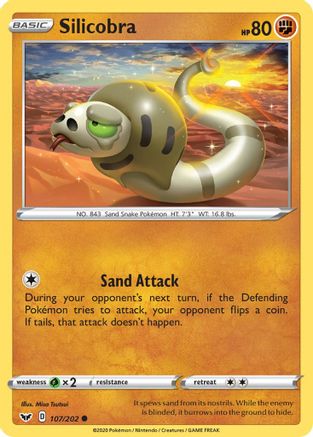 BASIC Silicobra HP 80
NO. 843 Sand Snake Pokémon HT: 7'3" WT: 16.8 lbs.
Sand Attack
During your opponent's next turn, if the Defending
Pokémon tries to attack, your opponent flips a coin.
If tails, that attack doesn't happen.
weakness ×2 resistance retreat
Illus. Misa Tsutsui
D 107/202
It spews sand from its nostrils. While the enemy
is blinded, it burrows into the ground to hide.
©2020 Pokémon / Nintendo / Creatures / GAME FREAK